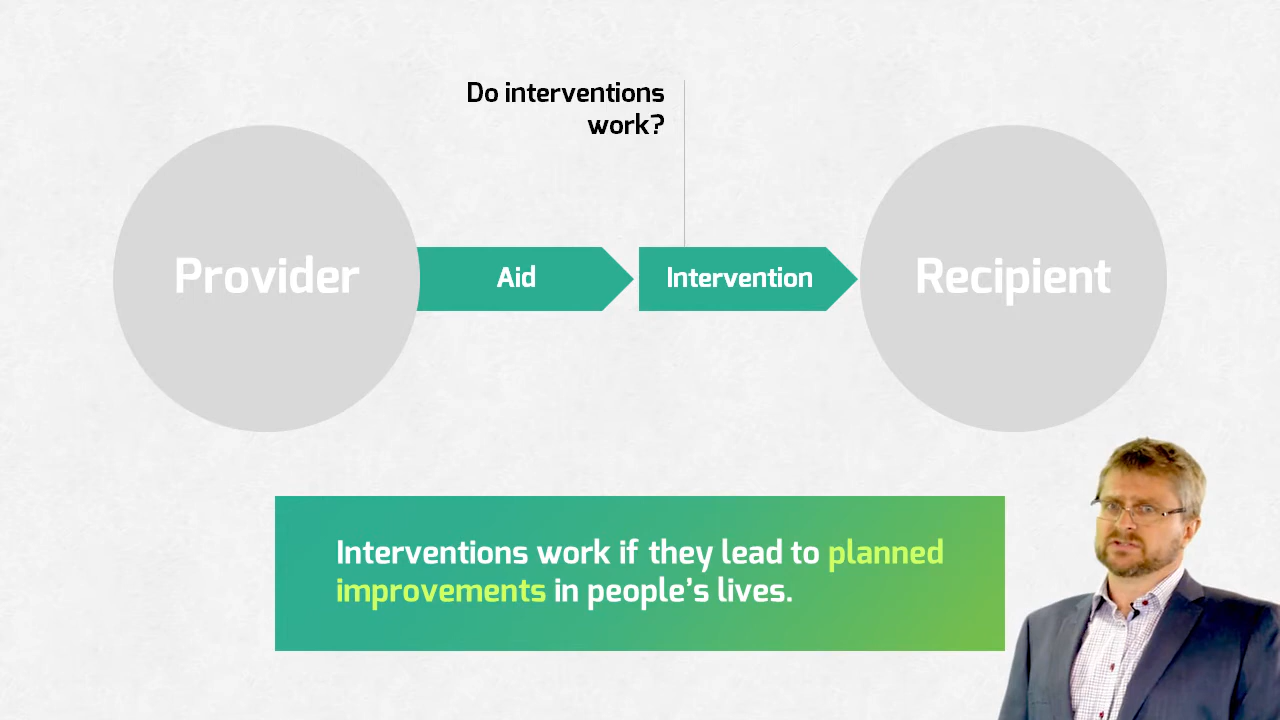 Do interventions
work?
Provider
Aid
Intervention
Recipient
Interventions work if they lead to planned
improvements in people’s lives.